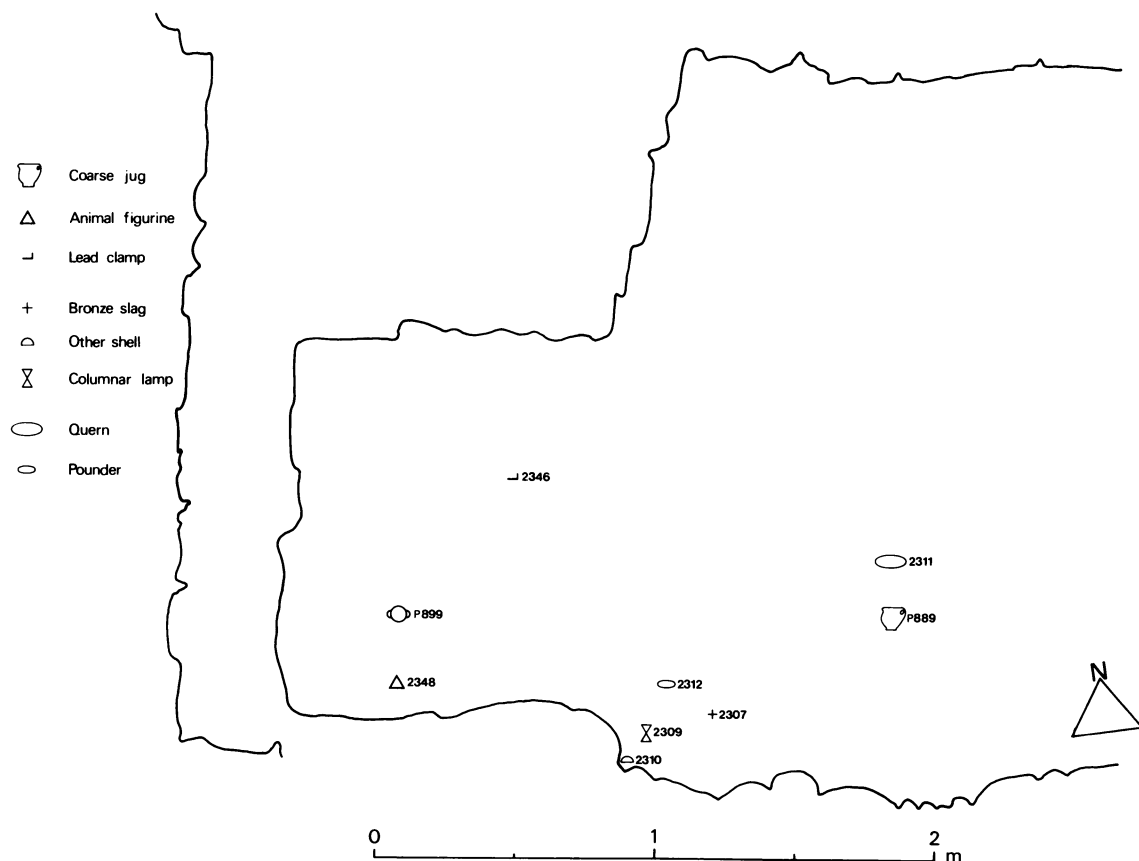 Coarse jug
Animal figurine
Lead clamp
Bronze slag
Other shell
Columnar lamp
Quern
Pounder
2346
2311
P899
P889
2348
2312
2307
2309
2310
N
0 1 2
m